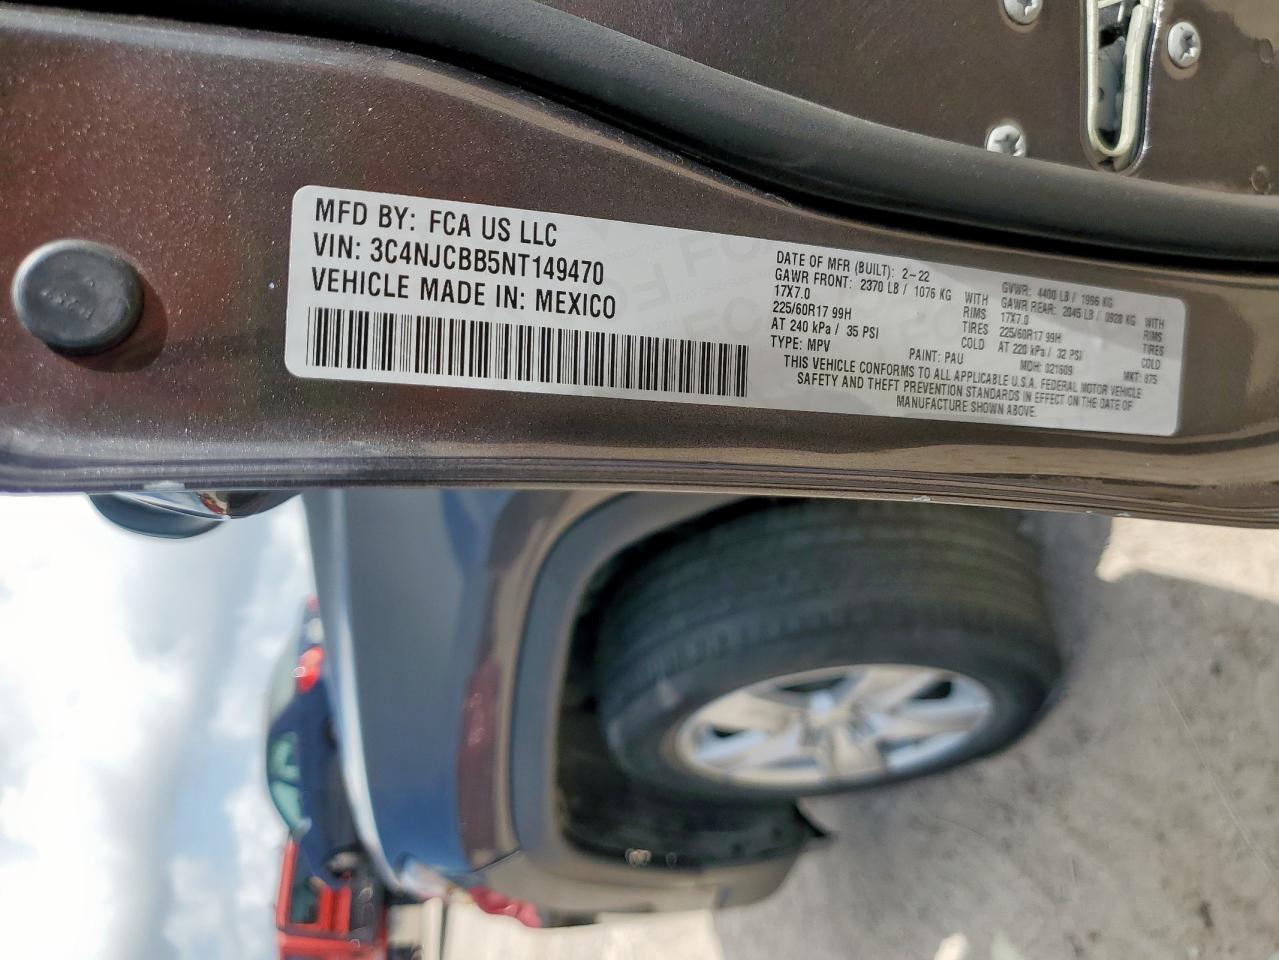 MFD BY: FCA US LLC
VIN: 3C4NJCBB5NT149470
VEHICLE MADE IN: MEXICO
DATE OF MFR (BUILT): 2-22
GVWR: 4400 LB / 1996 KG
GAWR FRONT: 2370 LB / 1076 KG WITH
17X7.0 RIMS
225/60R17 99H TIRES
AT 240 kPa / 35 PSI COLD
GAWR REAR: 2045 LB / 0928 KG WITH
17X7.0 RIMS
225/60R17 99H TIRES
AT 220 kPa / 32 PSI COLD
TYPE: MPV PAINT: PAU MDH: 021609 MKT: 875
THIS VEHICLE CONFORMS TO ALL APPLICABLE U.S.A. FEDERAL MOTOR VEHICLE
SAFETY AND THEFT PREVENTION STANDARDS IN EFFECT ON THE DATE OF
MANUFACTURE SHOWN ABOVE.